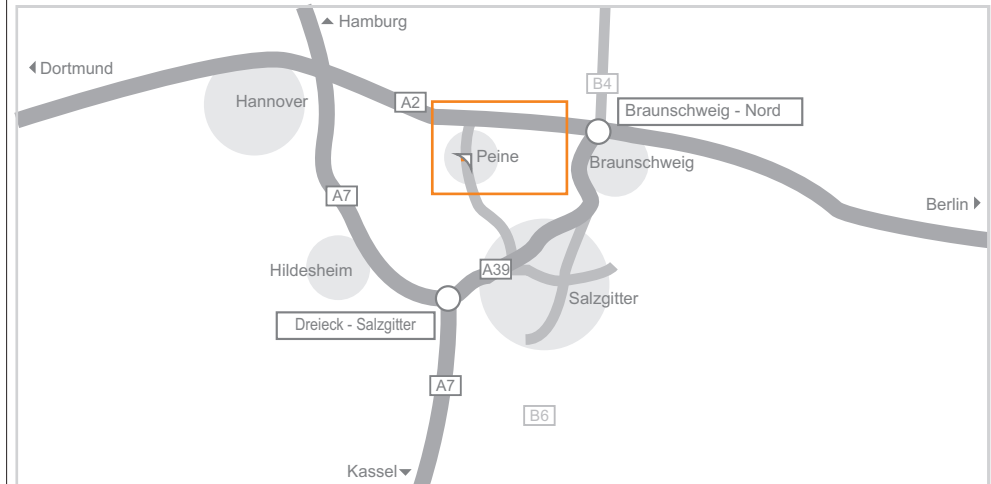 Hamburg
Dortmund
B4
Hannover
A2
Braunschweig - Nord
Peine
Braunschweig
A7
Berlin
Hildesheim
A39
Salzgitter
Dreieck - Salzgitter
A7
B6
Kassel